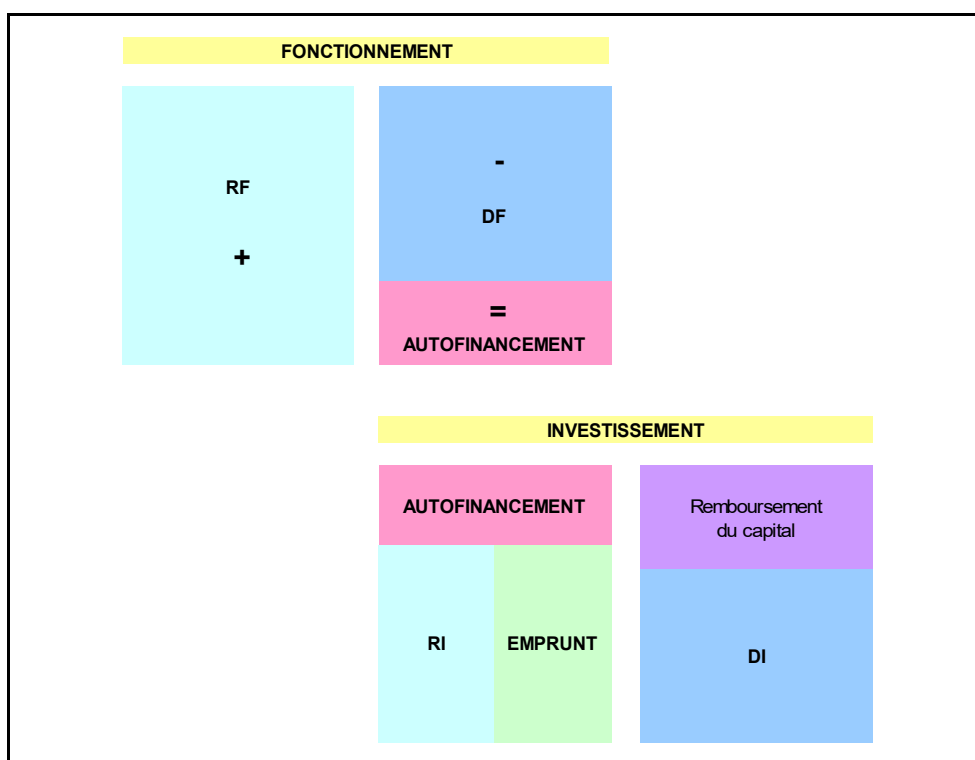 FONCTIONNEMENT
RF
+
-
DF
=
AUTOFINANCEMENT
INVESTISSEMENT
AUTOFINANCEMENT
Remboursement
du capital
RI
EMPRUNT
DI